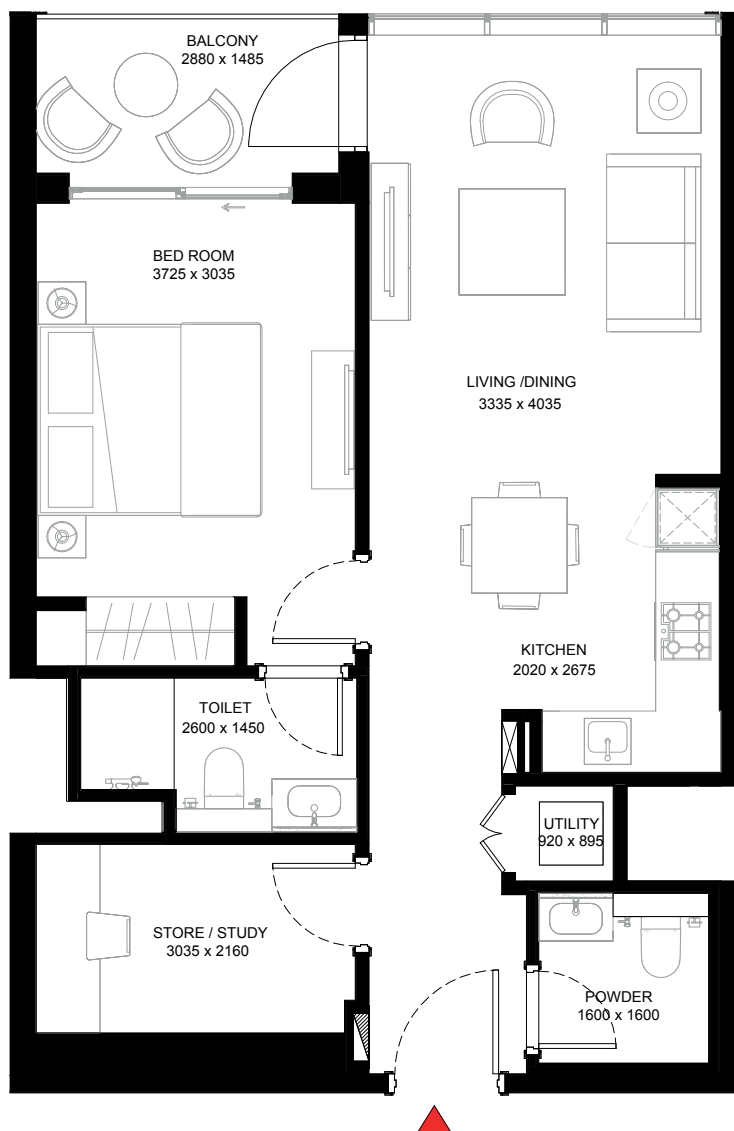 BALCONY
2880 x 1485
BED ROOM
3725 x 3035
LIVING /DINING
3335 x 4035
KITCHEN
2020 x 2675
TOILET
2600 x 1450
UTILITY
920 x 895
STORE / STUDY
3035 x 2160
POWDER
1600 x 1600